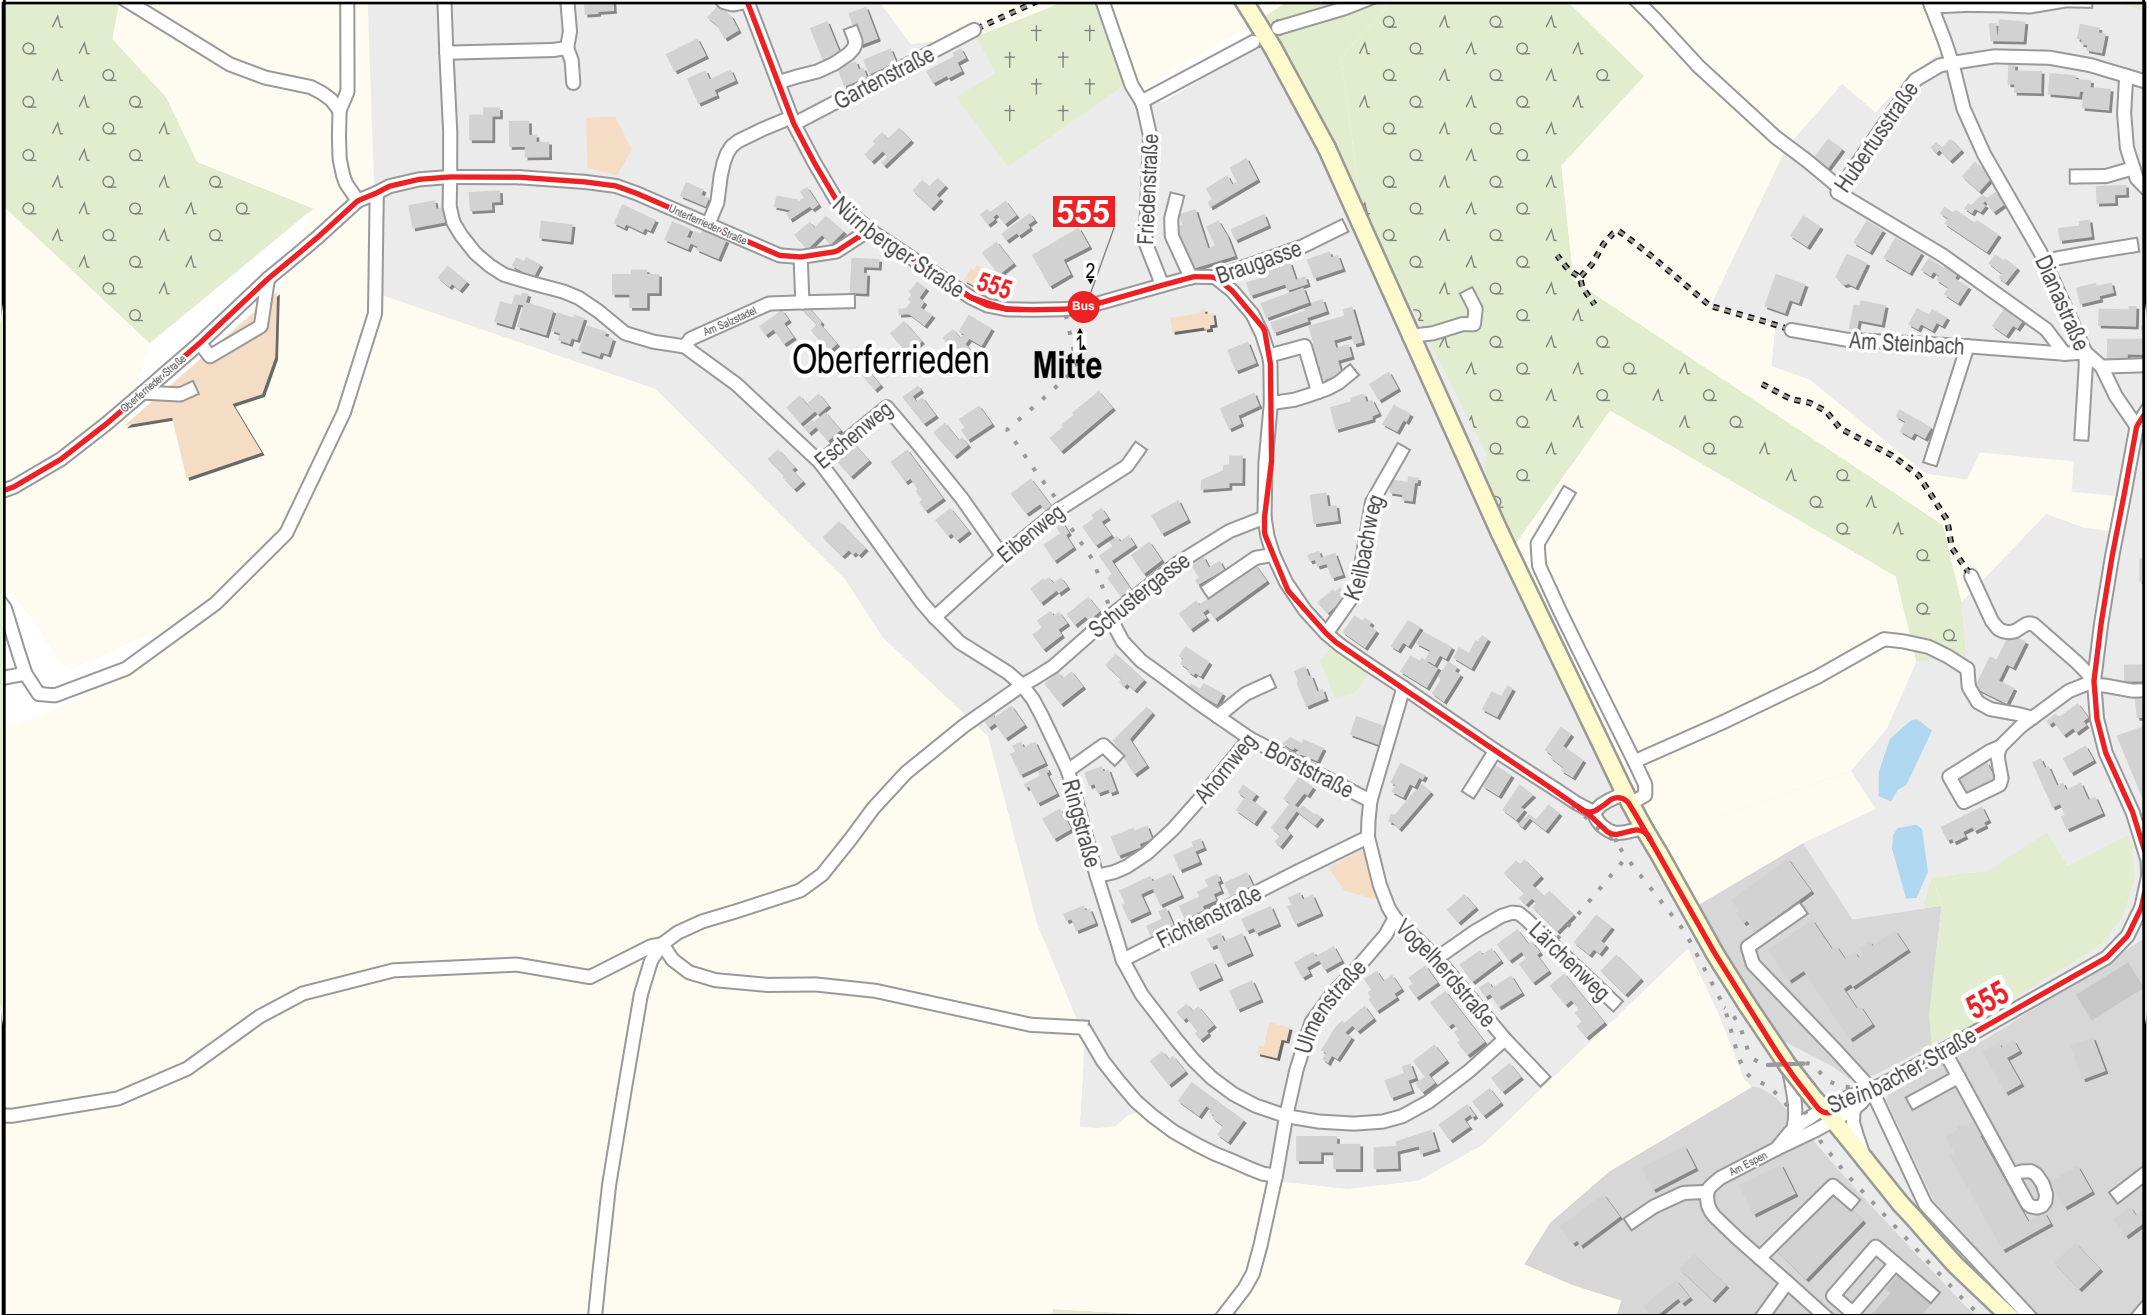 Gartenstraße
Hubertusstraße
Friedenstraße
555
Unterferrieder Straße
Nürnberger Straße
Braugasse
Dianastraße
2
555
Bus
Am Salzstadel
1
Am Steinbach
Oberferrieden
Mitte
Oberferrieder Straße
Eschenweg
Eibenweg
Keilbachweg
Schustergasse
Ahornweg
Borststraße
Ringstraße
Fichtenstraße
Vogelherdstraße
Lärchenweg
Ulmenstraße
555
Steinbacher Straße
Am Espen